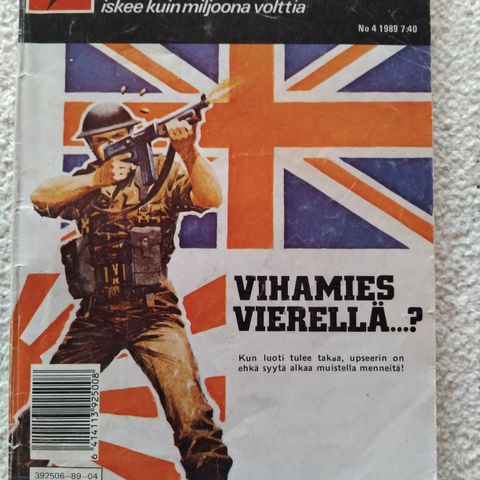 iskee kuin miljoona volttia
No 4 1989 7:40
VIHAMIES
VIERELLÄ...?
Kun luoti tulee takaa, upseerin on
ehkä syytä alkaa muistella menneitä!
6 414113 925008
392506-89-04